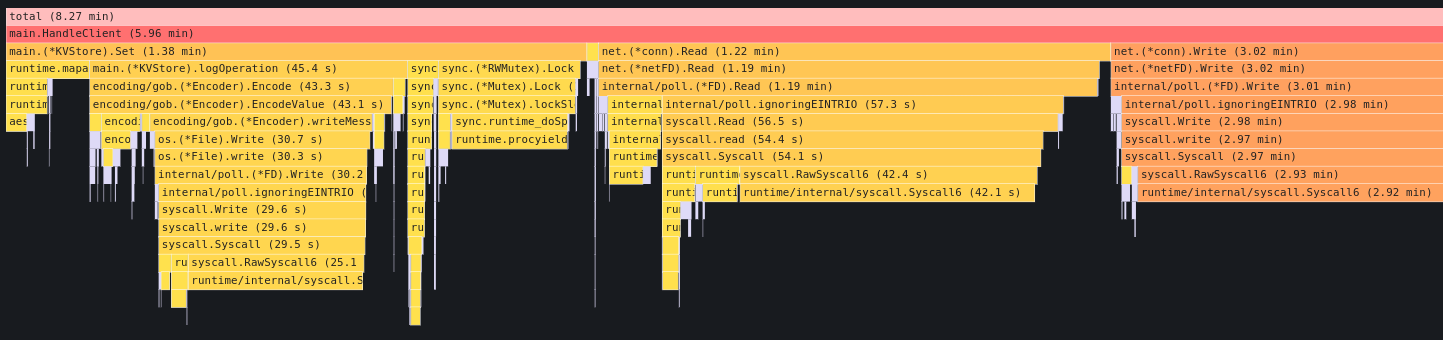 total (8.27 min)
main.HandleClient (5.96 min)
main.(*KVStore).Set (1.38 min) net.(*conn).Read (1.22 min) net.(*conn).Write (3.02 min)
runtime.mapa main.(*KVStore).logOperation (45.4 s) sync sync.(*RWMutex).Lock net.(*netFD).Read (1.19 min) net.(*netFD).Write (3.02 min)
runtim encoding/gob.(*Encoder).Encode (43.3 s) sync sync.(*Mutex).Lock ( internal/poll.(*FD).Read (1.19 min) internal/poll.(*FD).Write (3.01 min)
runtim encoding/gob.(*Encoder).EncodeValue (43.1 s) sync sync.(*Mutex).lockSl internal internal/poll.ignoringEINTRIO (57.3 s) internal/poll.ignoringEINTRIO (2.98 min)
aes encod encoding/gob.(*Encoder).writeMess syn sync.runtime_doSp interna syscall.Read (56.5 s) syscall.Write (2.98 min)
enco os.(*File).Write (30.7 s) run runtime.procyield interna syscall.read (54.4 s) syscall.write (2.97 min)
os.(*File).write (30.3 s) ru runtime syscall.Syscall (54.1 s) syscall.Syscall (2.97 min)
internal/poll.(*FD).Write (30.2 ru runti runti runtim syscall.RawSyscall6 (42.4 s) syscall.RawSyscall6 (2.93 min)
internal/poll.ignoringEINTRIO ( ru runti runti runtime/internal/syscall.Syscall6 (42.1 s) runtime/internal/syscall.Syscall6 (2.92 min)
syscall.Write (29.6 s) ru run
syscall.write (29.6 s) ru run
syscall.Syscall (29.5 s)
ru syscall.RawSyscall6 (25.1
runtime/internal/syscall.S